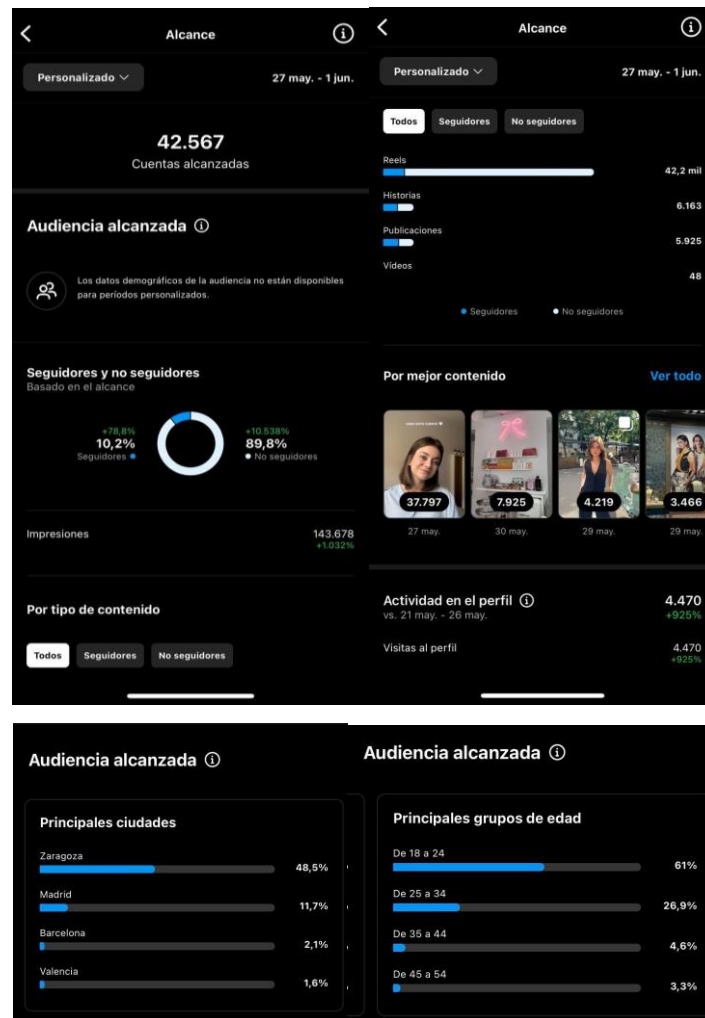 Alcance
Personalizado
27 may. - 1 jun.
42.567
Cuentas alcanzadas
Audiencia alcanzada
Los datos demográficos de la audiencia no están disponibles
para períodos personalizados.
Seguidores y no seguidores
Basado en el alcance
+78,8%
10,2%
Seguidores
+10.538%
89,8%
No seguidores
Impresiones
143.678
+1.032%
Por tipo de contenido
Todos
Seguidores
No seguidores
Alcance
Personalizado
27 may. - 1 jun.
Todos
Seguidores
No seguidores
Reels
42,2 mil
Historias
6.163
Publicaciones
5.925
Vídeos
48
Seguidores
No seguidores
Por mejor contenido
Ver todo
37.797
7.925
4.219
3.466
27 may.
30 may.
29 may.
29 may.
Actividad en el perfil
4.470
vs. 21 may. - 26 may.
+925%
Visitas al perfil
4.470
+925%
Audiencia alcanzada
Principales ciudades
Zaragoza
48,5%
Madrid
11,7%
Barcelona
2,1%
Valencia
1,6%
Audiencia alcanzada
Principales grupos de edad
De 18 a 24
61%
De 25 a 34
26,9%
De 35 a 44
4,6%
De 45 a 54
3,3%